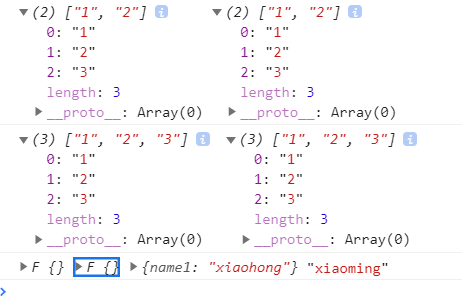 ▼(2) ["1", "2"] i ▼(2) ["1", "2"] i
0: "1" 0: "1"
1: "2" 1: "2"
2: "3" 2: "3"
length: 3 length: 3
▶__proto__: Array(0) ▶__proto__: Array(0)
▼(3) ["1", "2", "3"] i ▼(3) ["1", "2", "3"] i
0: "1" 0: "1"
1: "2" 1: "2"
2: "3" 2: "3"
length: 3 length: 3
▶__proto__: Array(0) ▶__proto__: Array(0)
▶F {} ▶F {} ▶{name1: "xiaohong"} "xiaoming"
>